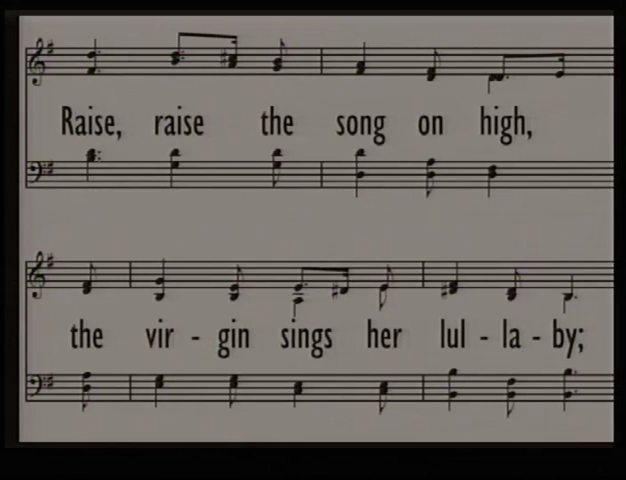 Raise, raise the song on high,
the vir - gin sings her lul - la - by;